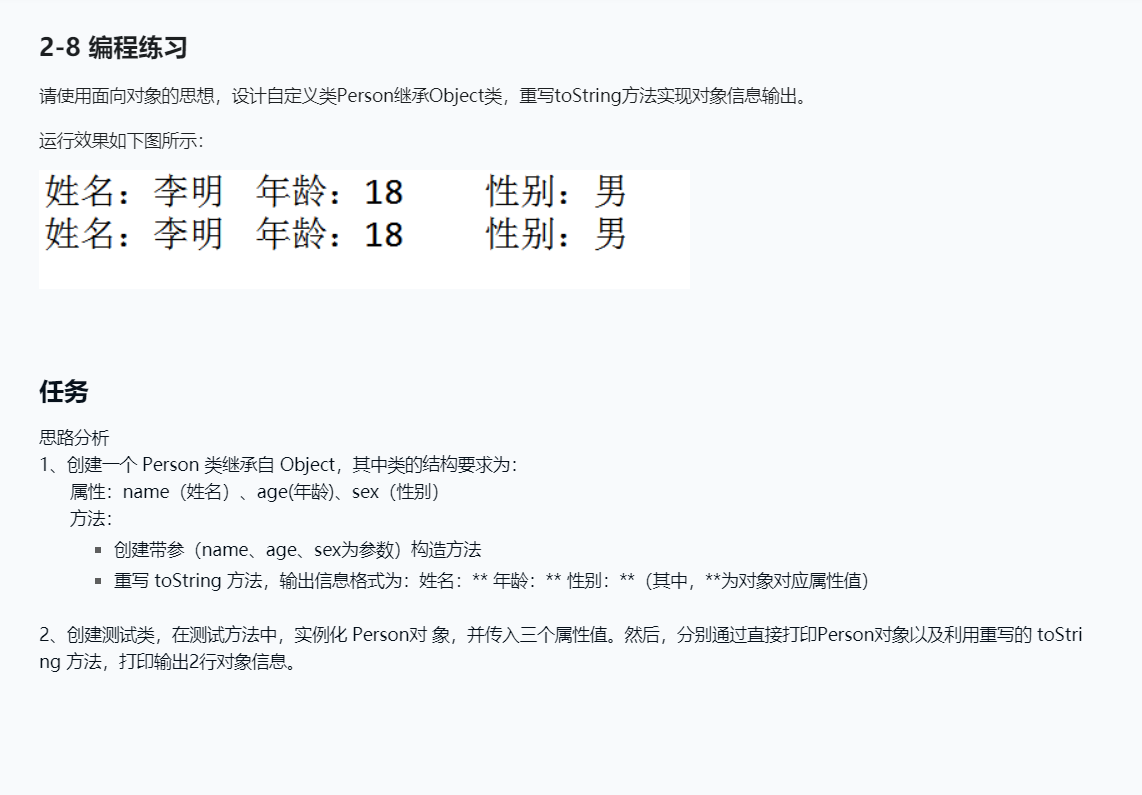 2-8 编程练习
请使用面向对象的思想，设计自定义类Person继承Object类，重写toString方法实现对象信息输出。
运行效果如下图所示：
姓名：李明 年龄：18 性别：男
姓名：李明 年龄：18 性别：男
任务
思路分析
1、创建一个 Person 类继承自 Object，其中类的结构要求为：
属性：name（姓名）、age(年龄)、sex（性别）
方法：
▪ 创建带参（name、age、sex为参数）构造方法
▪ 重写 toString 方法，输出信息格式为：姓名：** 年龄：** 性别：**（其中，**为对象对应属性值）
2、创建测试类，在测试方法中，实例化 Person对 象，并传入三个属性值。然后，分别通过直接打印Person对象以及利用重写的 toStri
ng 方法，打印输出2行对象信息。